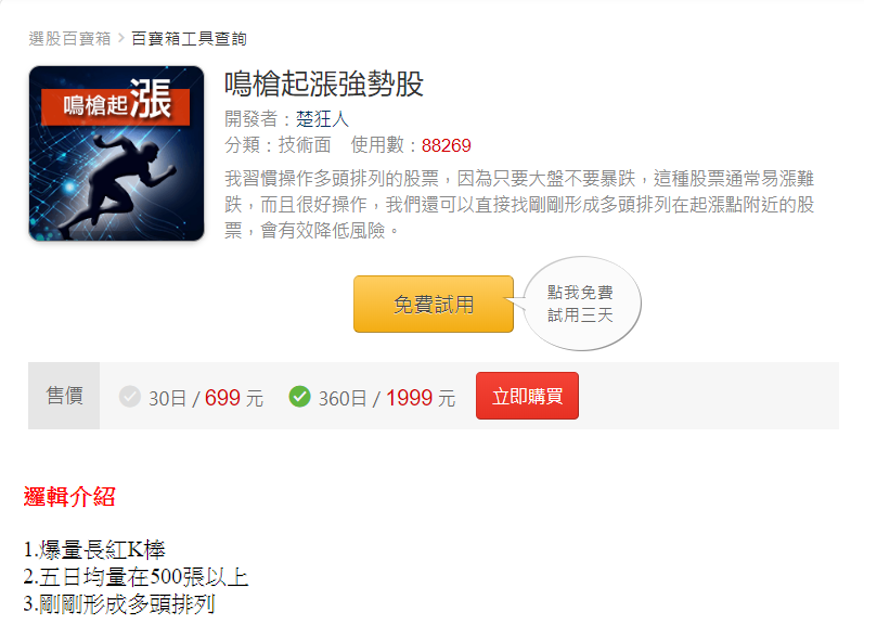 選股百寶箱 > 百寶箱工具查詢
鳴槍起漲
鳴槍起漲強勢股
開發者：楚狂人
分類：技術面 使用數：88269
我習慣操作多頭排列的股票，因為只要大盤不要暴跌，這種股票通常易漲難
跌，而且很好操作，我們還可以直接找剛剛形成多頭排列在起漲點附近的股
票，會有效降低風險。
免費試用
點我免費
試用三天
售價 30日 / 699 元 360日 / 1999 元 立即購買
邏輯介紹
1.爆量長紅K棒
2.五日均量在500張以上
3.剛剛形成多頭排列